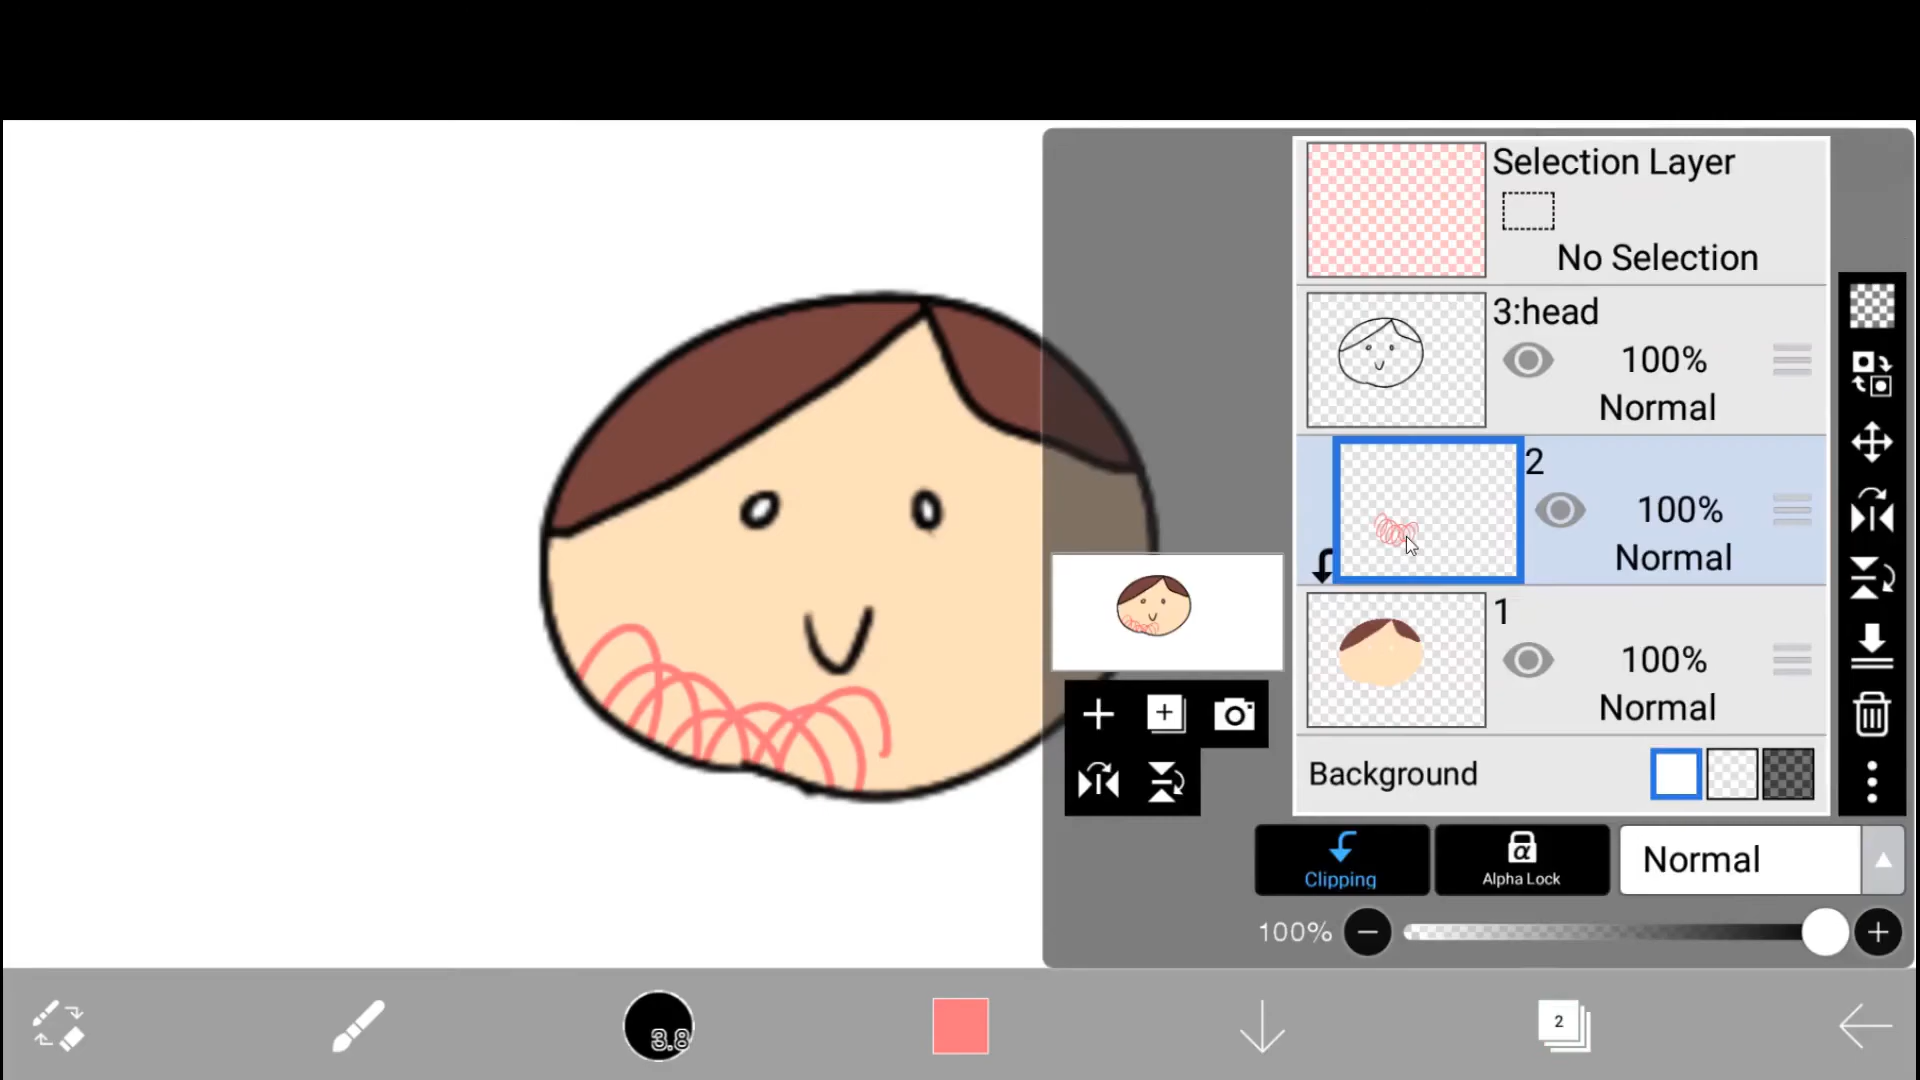 Selection Layer
No Selection
3:head
100%
Normal
2
100%
Normal
1
100%
Normal
Background
Clipping
α
Alpha Lock
Normal
100%
3.8
2